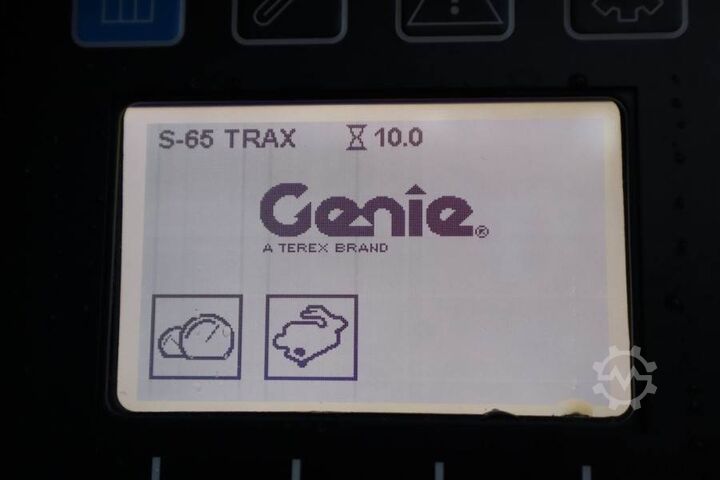 S-65 TRAX 10.0
Genie®
A TEREX BRAND